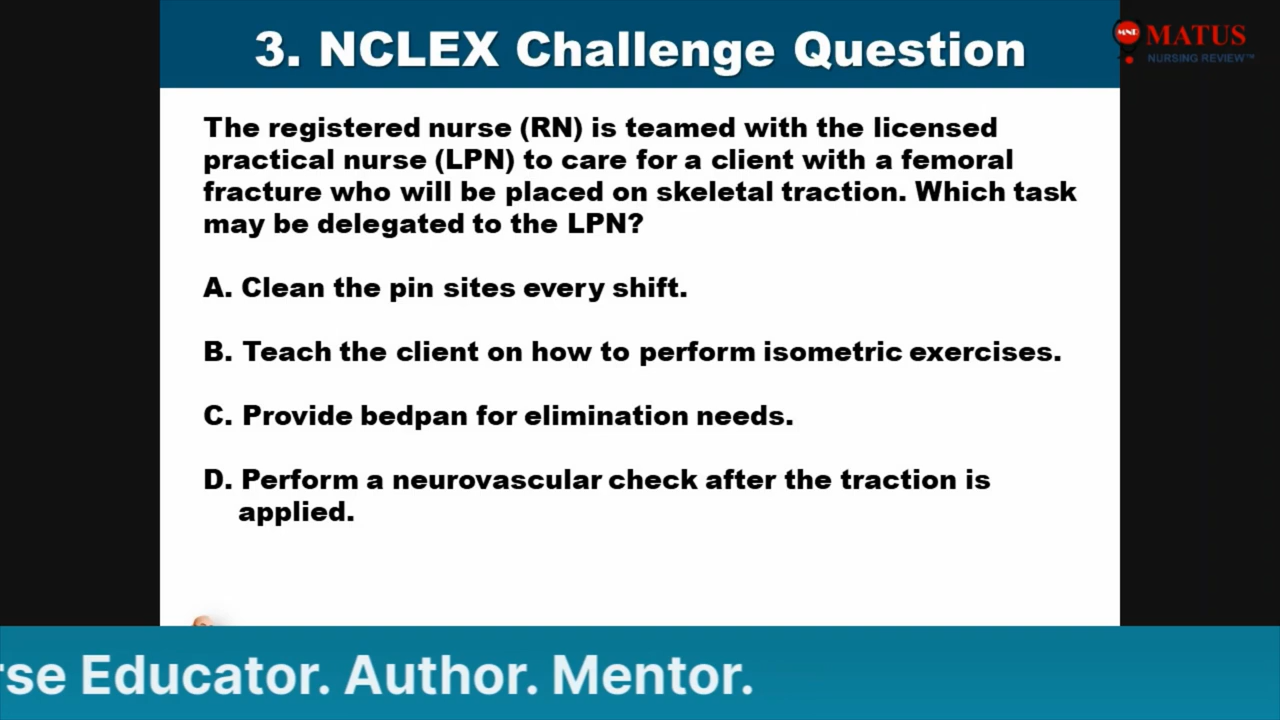 3. NCLEX Challenge Question
MNR
MATUS
NURSING REVIEW™
The registered nurse (RN) is teamed with the licensed
practical nurse (LPN) to care for a client with a femoral
fracture who will be placed on skeletal traction. Which task
may be delegated to the LPN?
A. Clean the pin sites every shift.
B. Teach the client on how to perform isometric exercises.
C. Provide bedpan for elimination needs.
D. Perform a neurovascular check after the traction is
applied.
rse Educator. Author. Mentor.